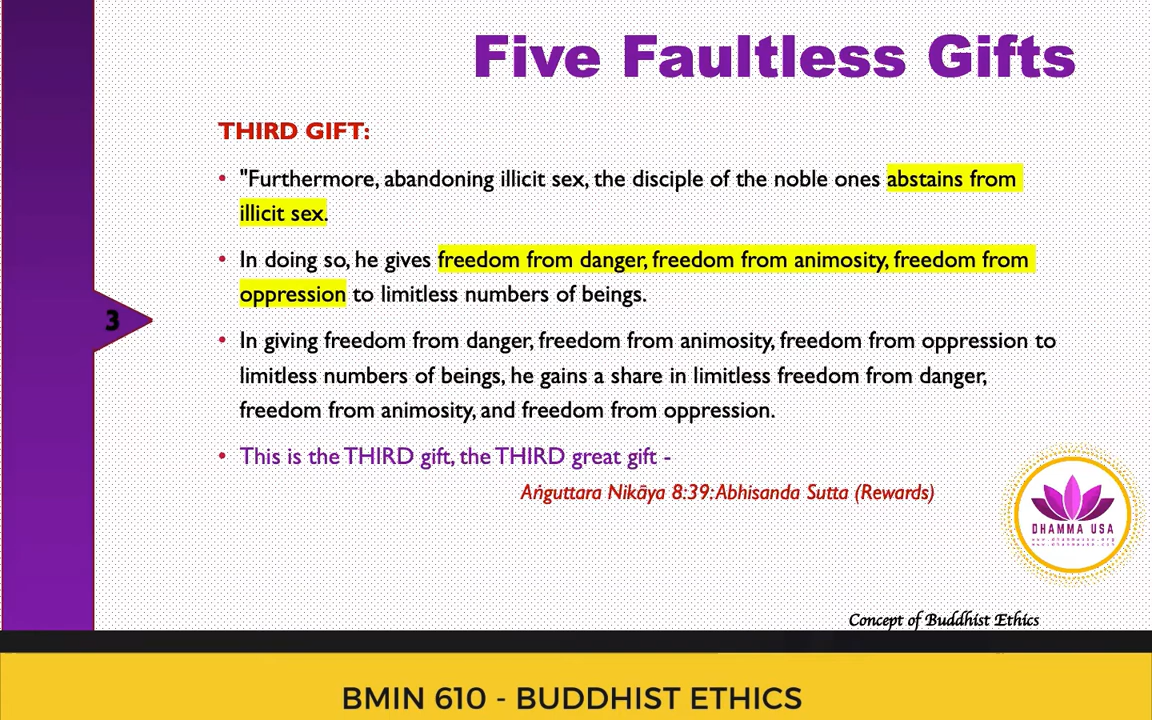 Five Faultless Gifts
THIRD GIFT:
• "Furthermore, abandoning illicit sex, the disciple of the noble ones abstains from
illicit sex.
• In doing so, he gives freedom from danger, freedom from animosity, freedom from
oppression to limitless numbers of beings.
3
• In giving freedom from danger, freedom from animosity, freedom from oppression to
limitless numbers of beings, he gains a share in limitless freedom from danger,
freedom from animosity, and freedom from oppression.
• This is the THIRD gift, the THIRD great gift -
Aṅguttara Nikāya 8:39: Abhisanda Sutta (Rewards)
DHAMMA USA
Concept of Buddhist Ethics
BMIN 610 - BUDDHIST ETHICS